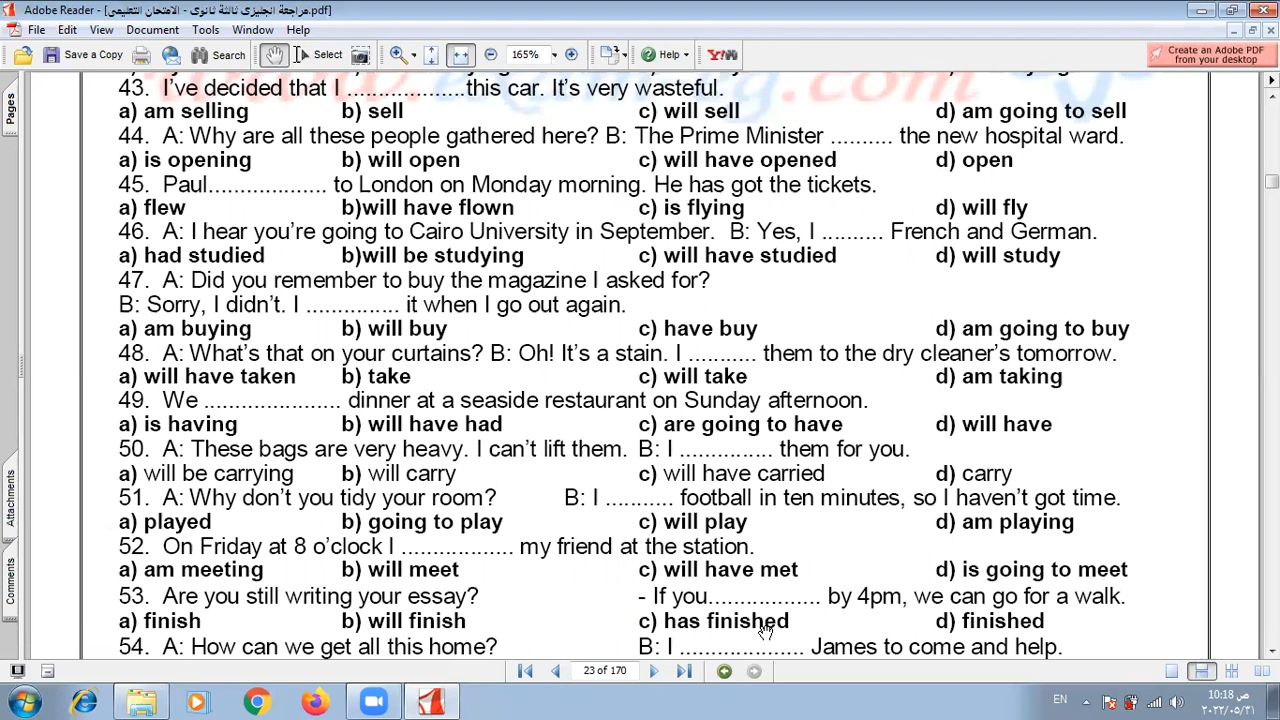 Adobe Reader - [مراجعة انجليزى ثالثة ثانوى - الامتحان التعليمى.pdf]
File Edit View Document Tools Window Help
Save a Copy Search Select 165% Help Y!
Create an Adobe PDF
from your desktop
43. I've decided that I ...................this car. It's very wasteful.
a) am selling b) sell c) will sell d) am going to sell
44. A: Why are all these people gathered here? B: The Prime Minister .......... the new hospital ward.
a) is opening b) will open c) will have opened d) open
45. Paul................... to London on Monday morning. He has got the tickets.
a) flew b)will have flown c) is flying d) will fly
46. A: I hear you're going to Cairo University in September. B: Yes, I .......... French and German.
a) had studied b)will be studying c) will have studied d) will study
47. A: Did you remember to buy the magazine I asked for?
B: Sorry, I didn't. I ............... it when I go out again.
a) am buying b) will buy c) have buy d) am going to buy
48. A: What's that on your curtains? B: Oh! It's a stain. I ........... them to the dry cleaner's tomorrow.
a) will have taken b) take c) will take d) am taking
49. We ...................... dinner at a seaside restaurant on Sunday afternoon.
a) is having b) will have had c) are going to have d) will have
50. A: These bags are very heavy. I can't lift them. B: I ............... them for you.
a) will be carrying b) will carry c) will have carried d) carry
51. A: Why don't you tidy your room? B: I ........... football in ten minutes, so I haven't got time.
a) played b) going to play c) will play d) am playing
52. On Friday at 8 o'clock I .................. my friend at the station.
a) am meeting b) will meet c) will have met d) is going to meet
53. Are you still writing your essay? - If you.................. by 4pm, we can go for a walk.
a) finish b) will finish c) has finished d) finished
54. A: How can we get all this home? B: I .................... James to come and help.
Pages
Attachments
Comments
23 of 170
EN
10:18 ص
٢٠٢٢/٠٥/٣١